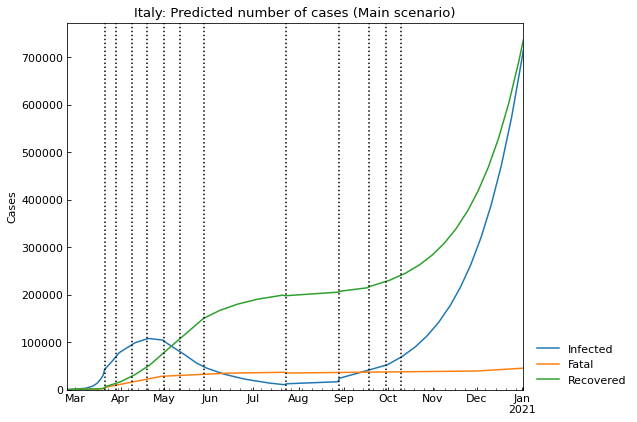 Italy: Predicted number of cases (Main scenario)
700000
600000
500000
400000
300000
200000
100000
0
Cases
Mar Apr May Jun Jul Aug Sep Oct Nov Dec Jan
2021
Infected
Fatal
Recovered